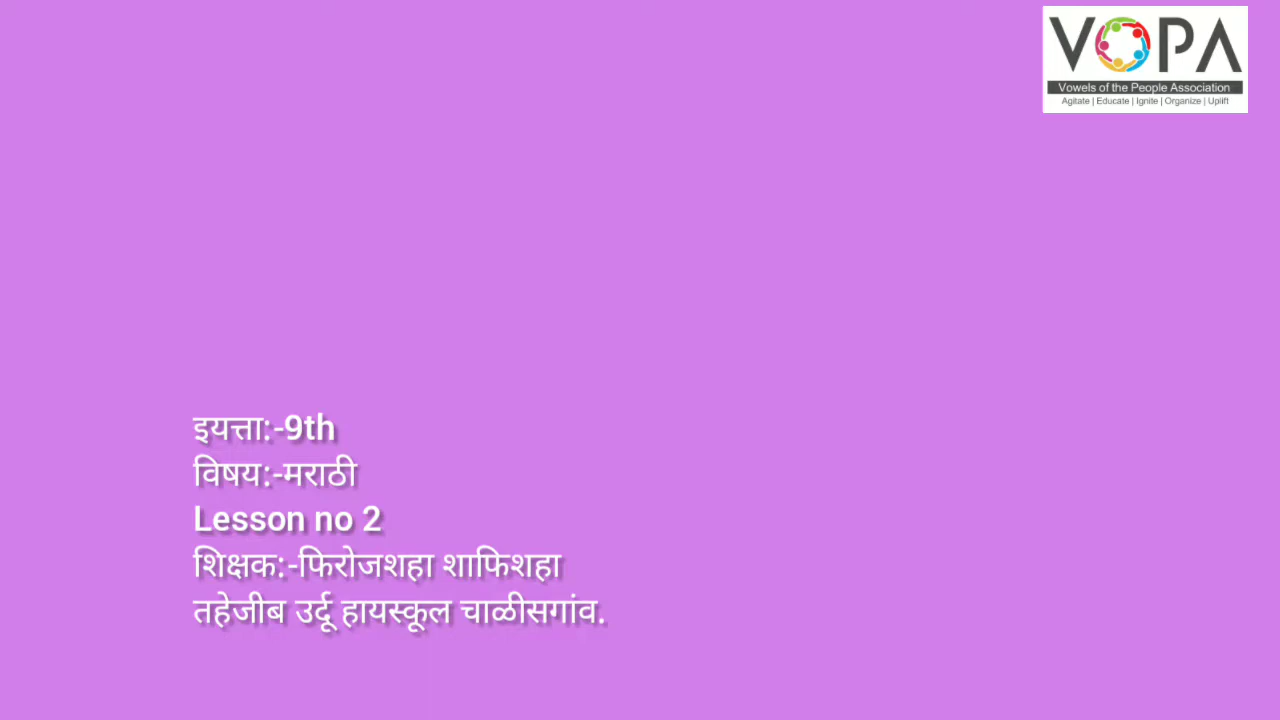 VOPA
Vowels of the People Association
Agitate | Educate | Ignite | Organize | Uplift
इयत्ता:-9th
विषय:-मराठी
Lesson no 2
शिक्षक:-फिरोजशहा शाफिशहा
तहेजीब उर्दू हायस्कूल चाळीसगांव.